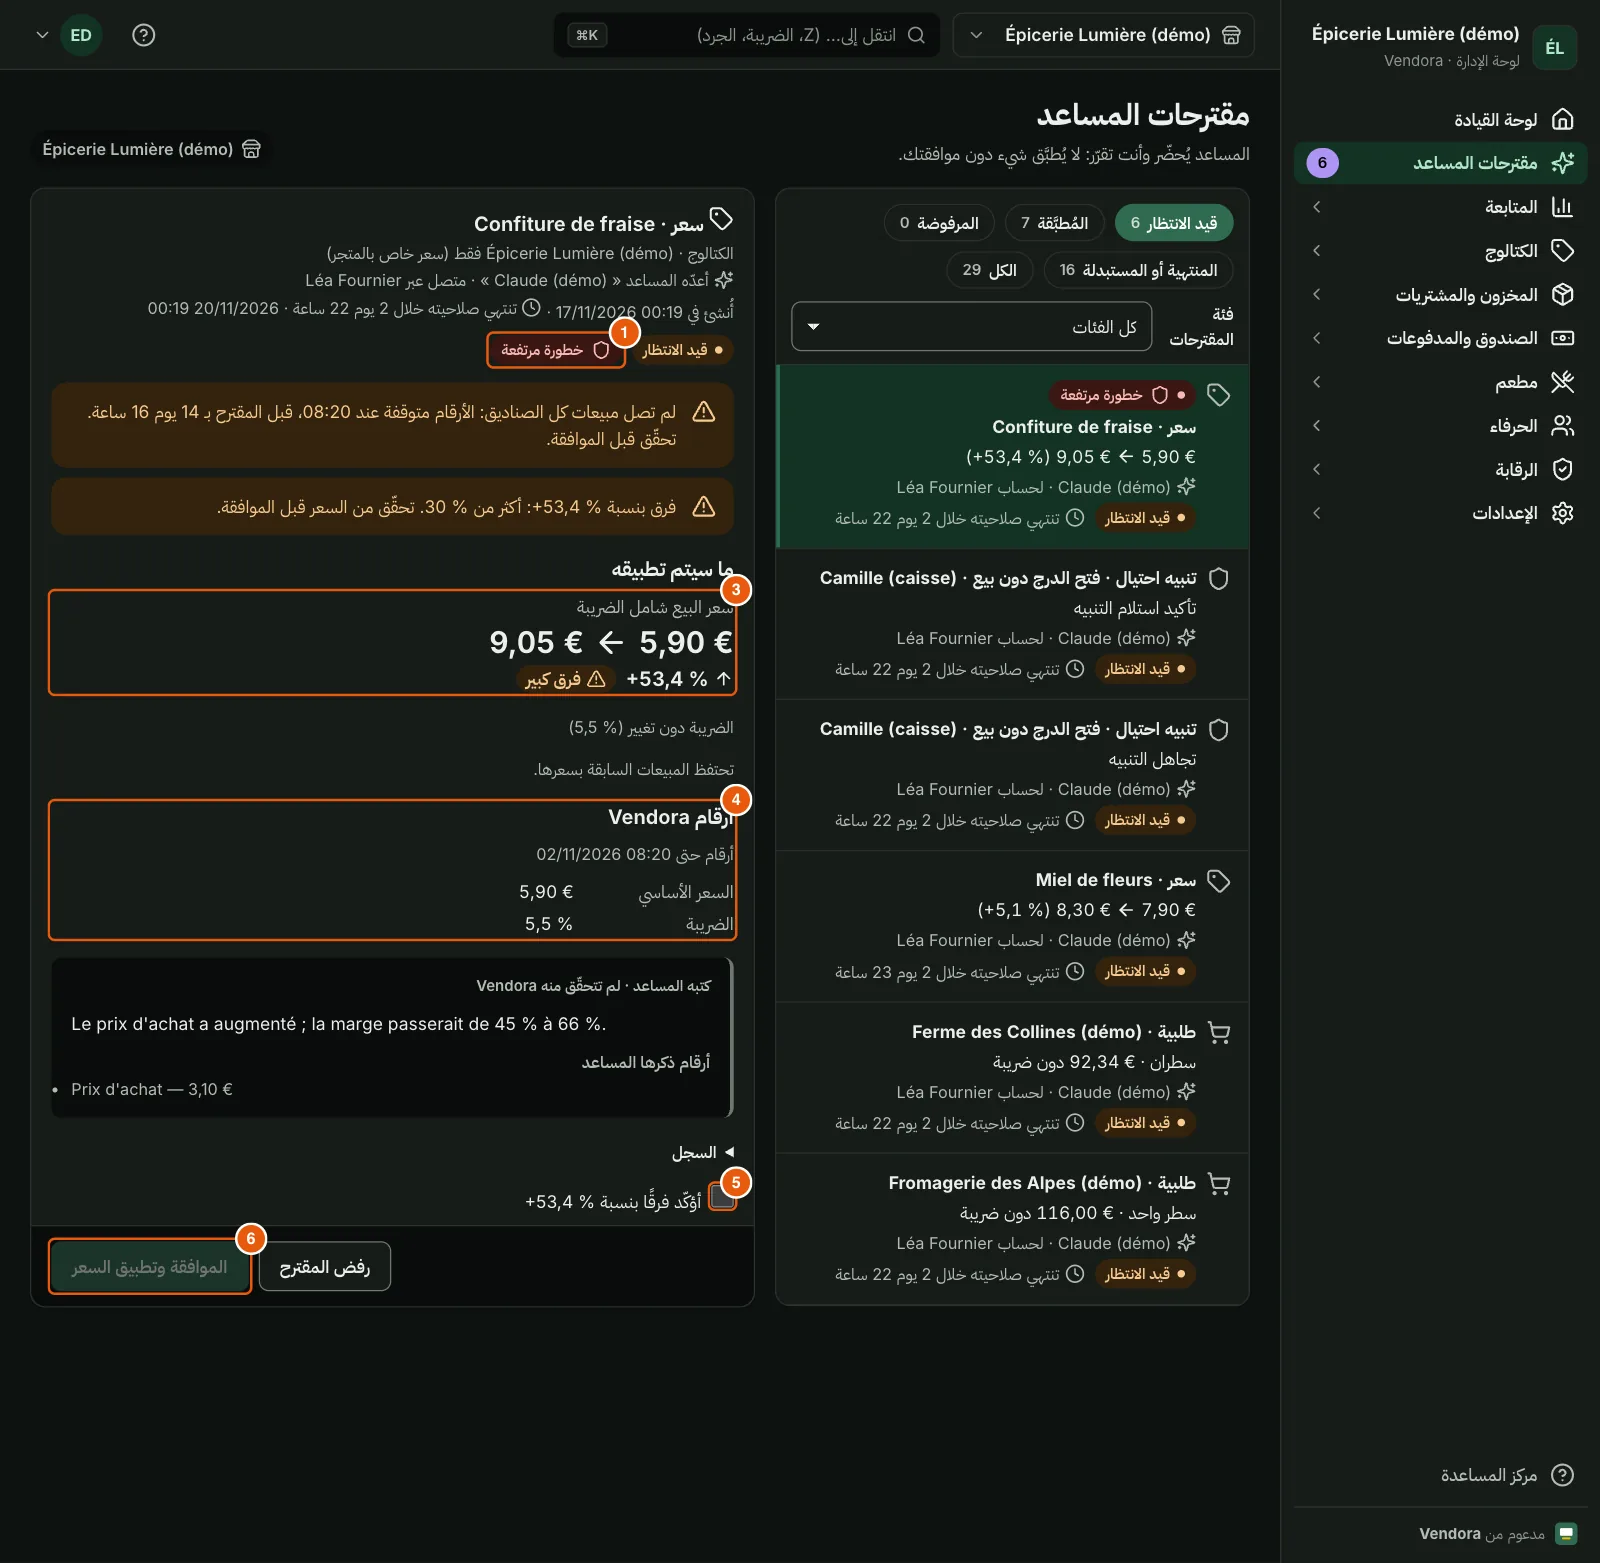 Épicerie Lumière (démo)
لوحة الإدارة · Vendora
ÉL
لوحة القيادة
مقترحات المساعد 6
المتابعة
الكتالوج
المخزون والمشتريات
الصندوق والمدفوعات
مطعم
الحرفاء
الرقابة
الإعدادات
مركز المساعدة
مدعوم من Vendora
Épicerie Lumière (démo)
انتقل إلى... (Z، الضريبة، الجرد) ⌘K
ED
مقترحات المساعد
المساعد يُحضّر وأنت تقرّر: لا يُطبَّق شيء دون موافقتك.
Épicerie Lumière (démo)
قيد الانتظار 6
المُطبَّقة 7
المرفوضة 0
المنتهية أو المستبدلة 16
الكل 29
فئة المقترحات
كل الفئات
خطورة مرتفعة
سعر · Confiture de fraise
5,90 € ← 9,05 € (+53,4 %)
Claude (démo) · لحساب Léa Fournier
قيد الانتظار تنتهي صلاحيته خلال 2 يوم 22 ساعة
تنبيه احتيال · فتح الدرج دون بيع · Camille (caisse)
تأكيد استلام التنبيه
Claude (démo) · لحساب Léa Fournier
قيد الانتظار تنتهي صلاحيته خلال 2 يوم 22 ساعة
تنبيه احتيال · فتح الدرج دون بيع · Camille (caisse)
تجاهل التنبيه
Claude (démo) · لحساب Léa Fournier
قيد الانتظار تنتهي صلاحيته خلال 2 يوم 22 ساعة
سعر · Miel de fleurs
7,90 € ← 8,30 € (+5,1 %)
Claude (démo) · لحساب Léa Fournier
قيد الانتظار تنتهي صلاحيته خلال 2 يوم 23 ساعة
طلبية · Ferme des Collines (démo)
سطران · 92,34 € دون ضريبة
Claude (démo) · لحساب Léa Fournier
قيد الانتظار تنتهي صلاحيته خلال 2 يوم 22 ساعة
طلبية · Fromagerie des Alpes (démo)
سطر واحد · 116,00 € دون ضريبة
Claude (démo) · لحساب Léa Fournier
قيد الانتظار تنتهي صلاحيته خلال 2 يوم 22 ساعة
سعر · Confiture de fraise
الكتالوج · Épicerie Lumière (démo) فقط (سعر خاص بالمتجر)
أعدّه المساعد « Claude (démo) » · متصل عبر Léa Fournier
أُنشئ في 17/11/2026 00:19 · تنتهي صلاحيته خلال 2 يوم 22 ساعة · 20/11/2026 00:19
قيد الانتظار خطورة مرتفعة 1
لم تصل مبيعات كل الصناديق: الأرقام متوقفة عند 08:20، قبل المقترح بـ 14 يوم 16 ساعة.
تحقّق قبل الموافقة.
فرق بنسبة +53,4 %: أكثر من 30 %. تحقّق من السعر قبل الموافقة.
ما سيتم تطبيقه
3
سعر البيع شامل الضريبة
5,90 € ← 9,05 €
↑ +53,4 % فرق كبير
الضريبة دون تغيير (5,5 %)
تحتفظ المبيعات السابقة بسعرها.
4
أرقام Vendora
أرقام حتى 02/11/2026 08:20
السعر الأساسي 5,90 €
الضريبة 5,5 %
كتبه المساعد · لم تتحقّق منه Vendora
Le prix d'achat a augmenté ; la marge passerait de 45 % à 66 %.
أرقام ذكرها المساعد
• Prix d'achat — 3,10 €
السجل
5
أؤكّد فرقًا بنسبة +53,4 %
رفض المقترح
6
الموافقة وتطبيق السعر